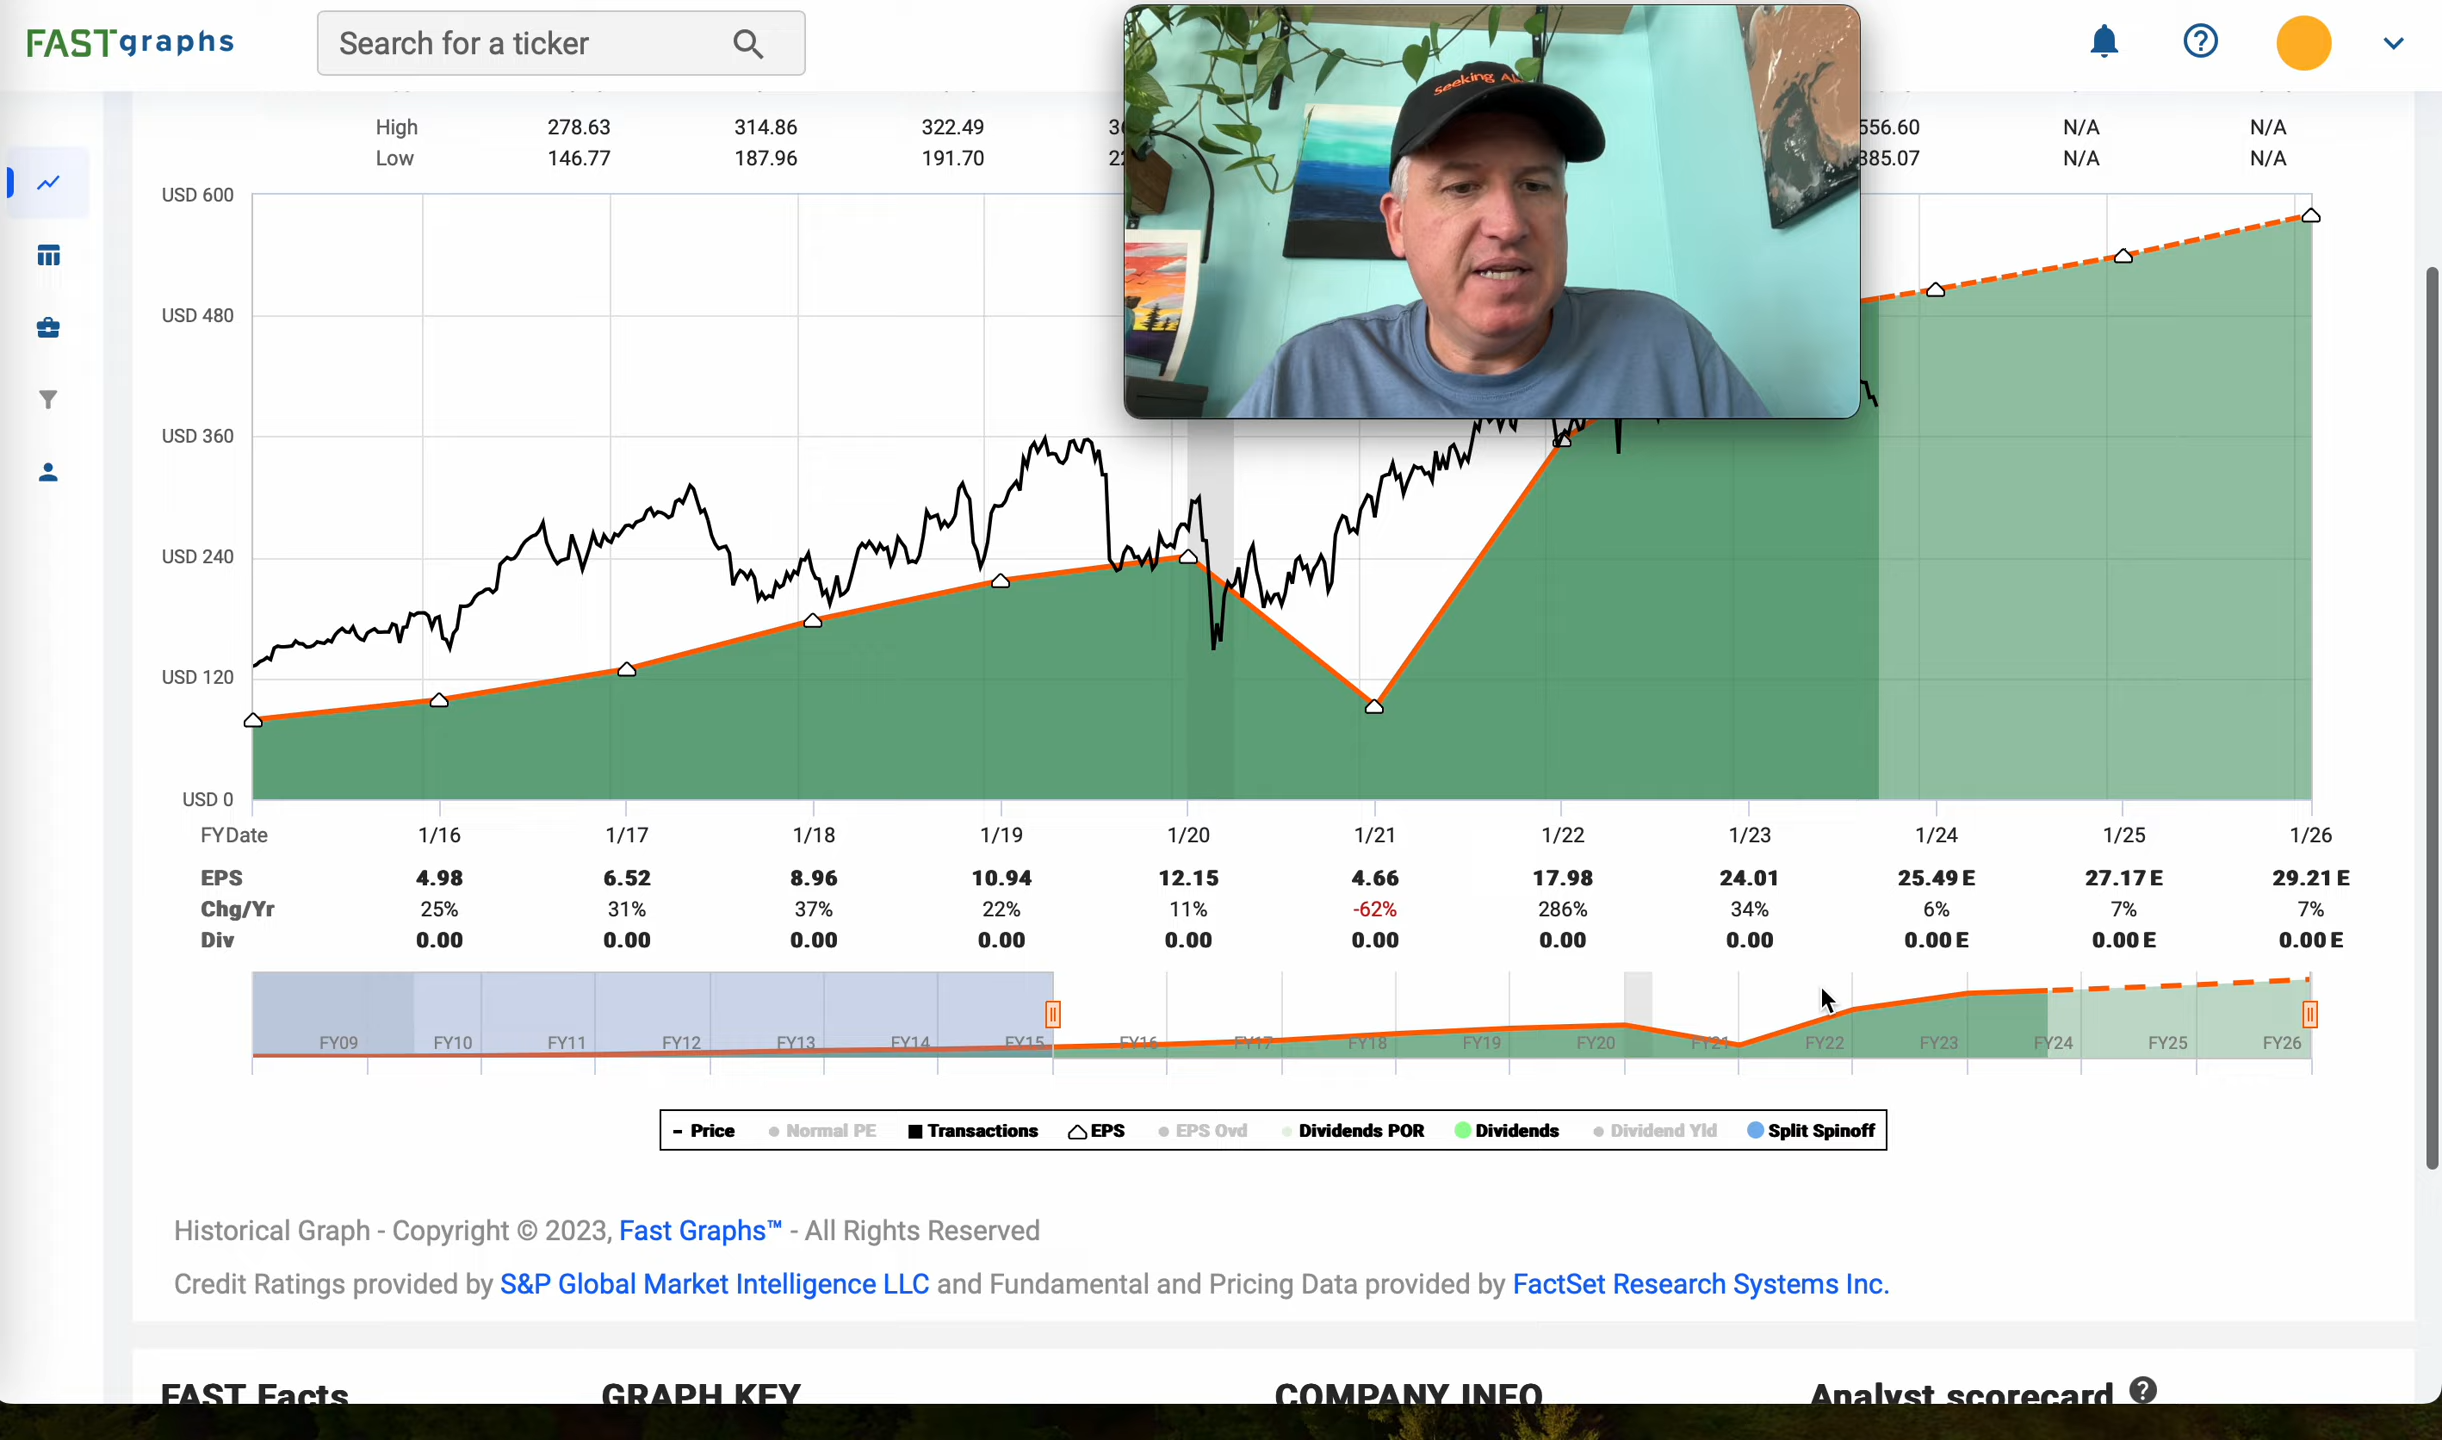 FASTgraphs Search for a ticker
Seeking
High 278.63 314.86 322.49 556.60 N/A N/A
Low 146.77 187.96 191.70 385.07 N/A N/A
USD 600
USD 480
USD 360
USD 240
USD 120
USD 0
FYDate 1/16 1/17 1/18 1/19 1/20 1/21 1/22 1/23 1/24 1/25 1/26
EPS 4.98 6.52 8.96 10.94 12.15 4.66 17.98 24.01 25.49 E 27.17 E 29.21 E
Chg/Yr 25% 31% 37% 22% 11% -62% 286% 34% 6% 7% 7%
Div 0.00 0.00 0.00 0.00 0.00 0.00 0.00 0.00 0.00 E 0.00 E 0.00 E
FY09 FY10 FY11 FY12 FY13 FY14 FY15 FY16 FY17 FY18 FY19 FY20 FY21 FY22 FY23 FY24 FY25 FY26
Price Normal PE Transactions EPS EPS Ovd Dividends POR Dividends Dividend Yld Split Spinoff
Historical Graph - Copyright © 2023, Fast Graphs™ - All Rights Reserved
Credit Ratings provided by S&P Global Market Intelligence LLC and Fundamental and Pricing Data provided by FactSet Research Systems Inc.
FAST Facts GRAPH KEY COMPANY INFO Analyst scorecard